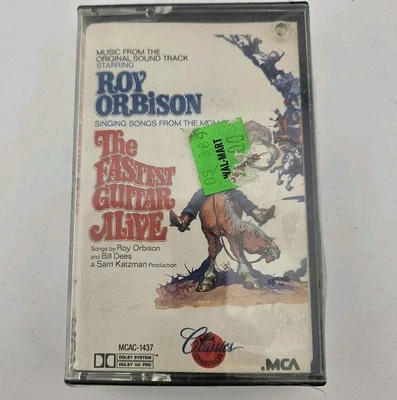 MUSIC FROM THE
ORIGINAL SOUND TRACK
STARRING
ROY
ORBISON
SINGING SONGS FROM THE MGM
The
FASTEST
GUITAR
ALIVE
Songs by Roy Orbison
and Bill Dees
A Sam Katzman Production
WAL-MART
MCAC-1437
DOLBY SYSTEM
DOLBY HX PRO
Classics
MCA